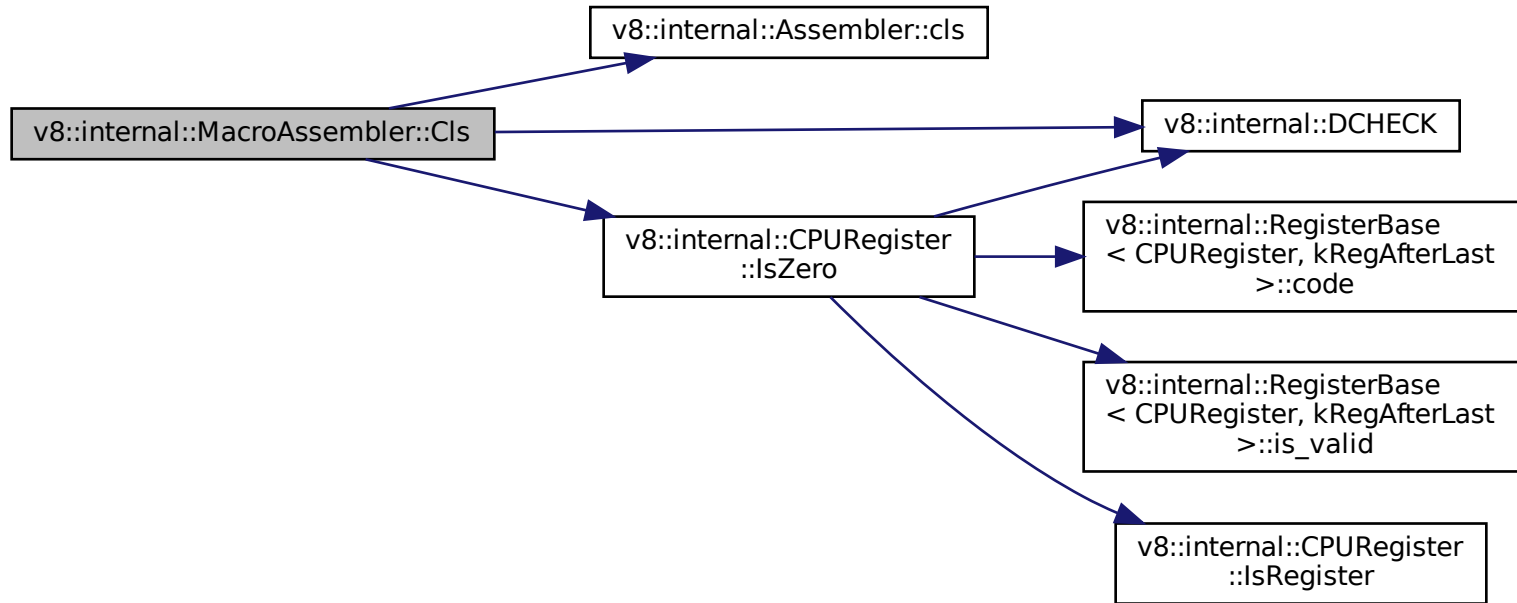 v8::internal::Assembler::cls
v8::internal::MacroAssembler::Cls
v8::internal::DCHECK
v8::internal::CPURegister
::IsZero
v8::internal::RegisterBase
< CPURegister, kRegAfterLast
>::code
v8::internal::RegisterBase
< CPURegister, kRegAfterLast
>::is_valid
v8::internal::CPURegister
::IsRegister